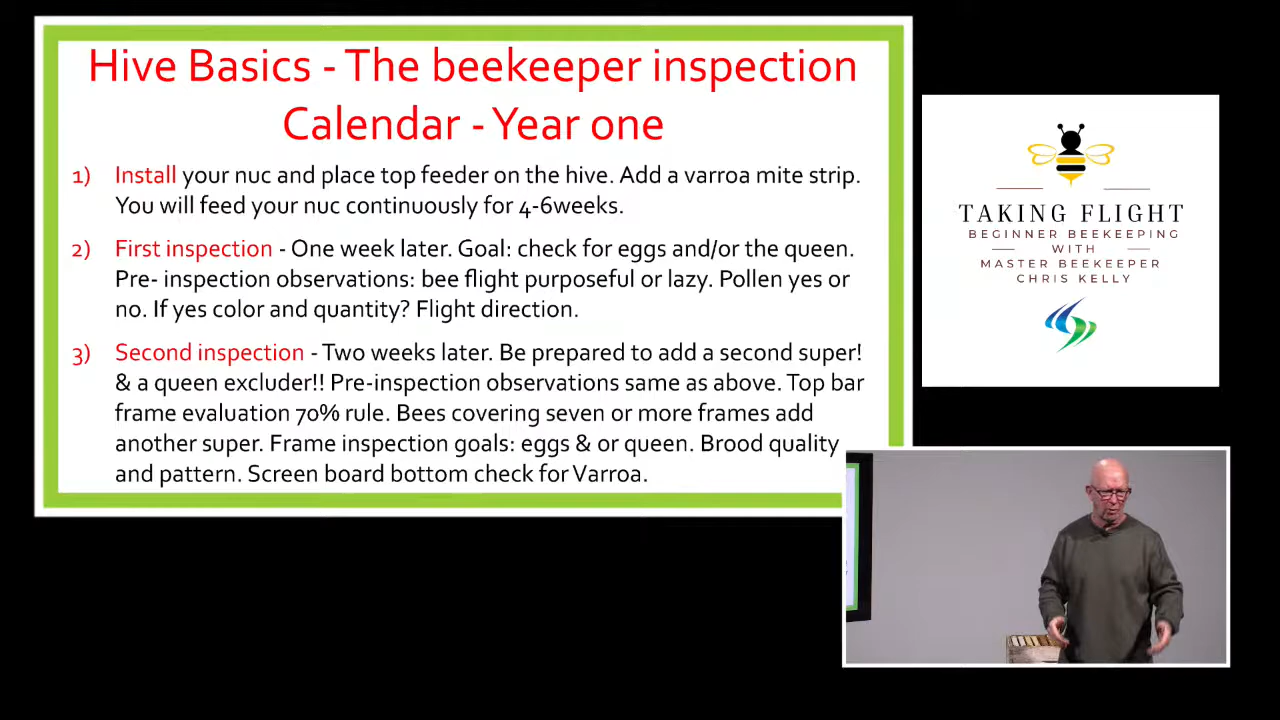 Hive Basics - The beekeeper inspection
Calendar - Year one
1) Install your nuc and place top feeder on the hive. Add a varroa mite strip.
You will feed your nuc continuously for 4-6weeks.
2) First inspection - One week later. Goal: check for eggs and/or the queen.
Pre- inspection observations: bee flight purposeful or lazy. Pollen yes or
no. If yes color and quantity? Flight direction.
3) Second inspection - Two weeks later. Be prepared to add a second super!
& a queen excluder!! Pre-inspection observations same as above. Top bar
frame evaluation 70% rule. Bees covering seven or more frames add
another super. Frame inspection goals: eggs & or queen. Brood quality
and pattern. Screen board bottom check for Varroa.
TAKING FLIGHT
BEGINNER BEEKEEPING
WITH
MASTER BEEKEEPER
CHRIS KELLY